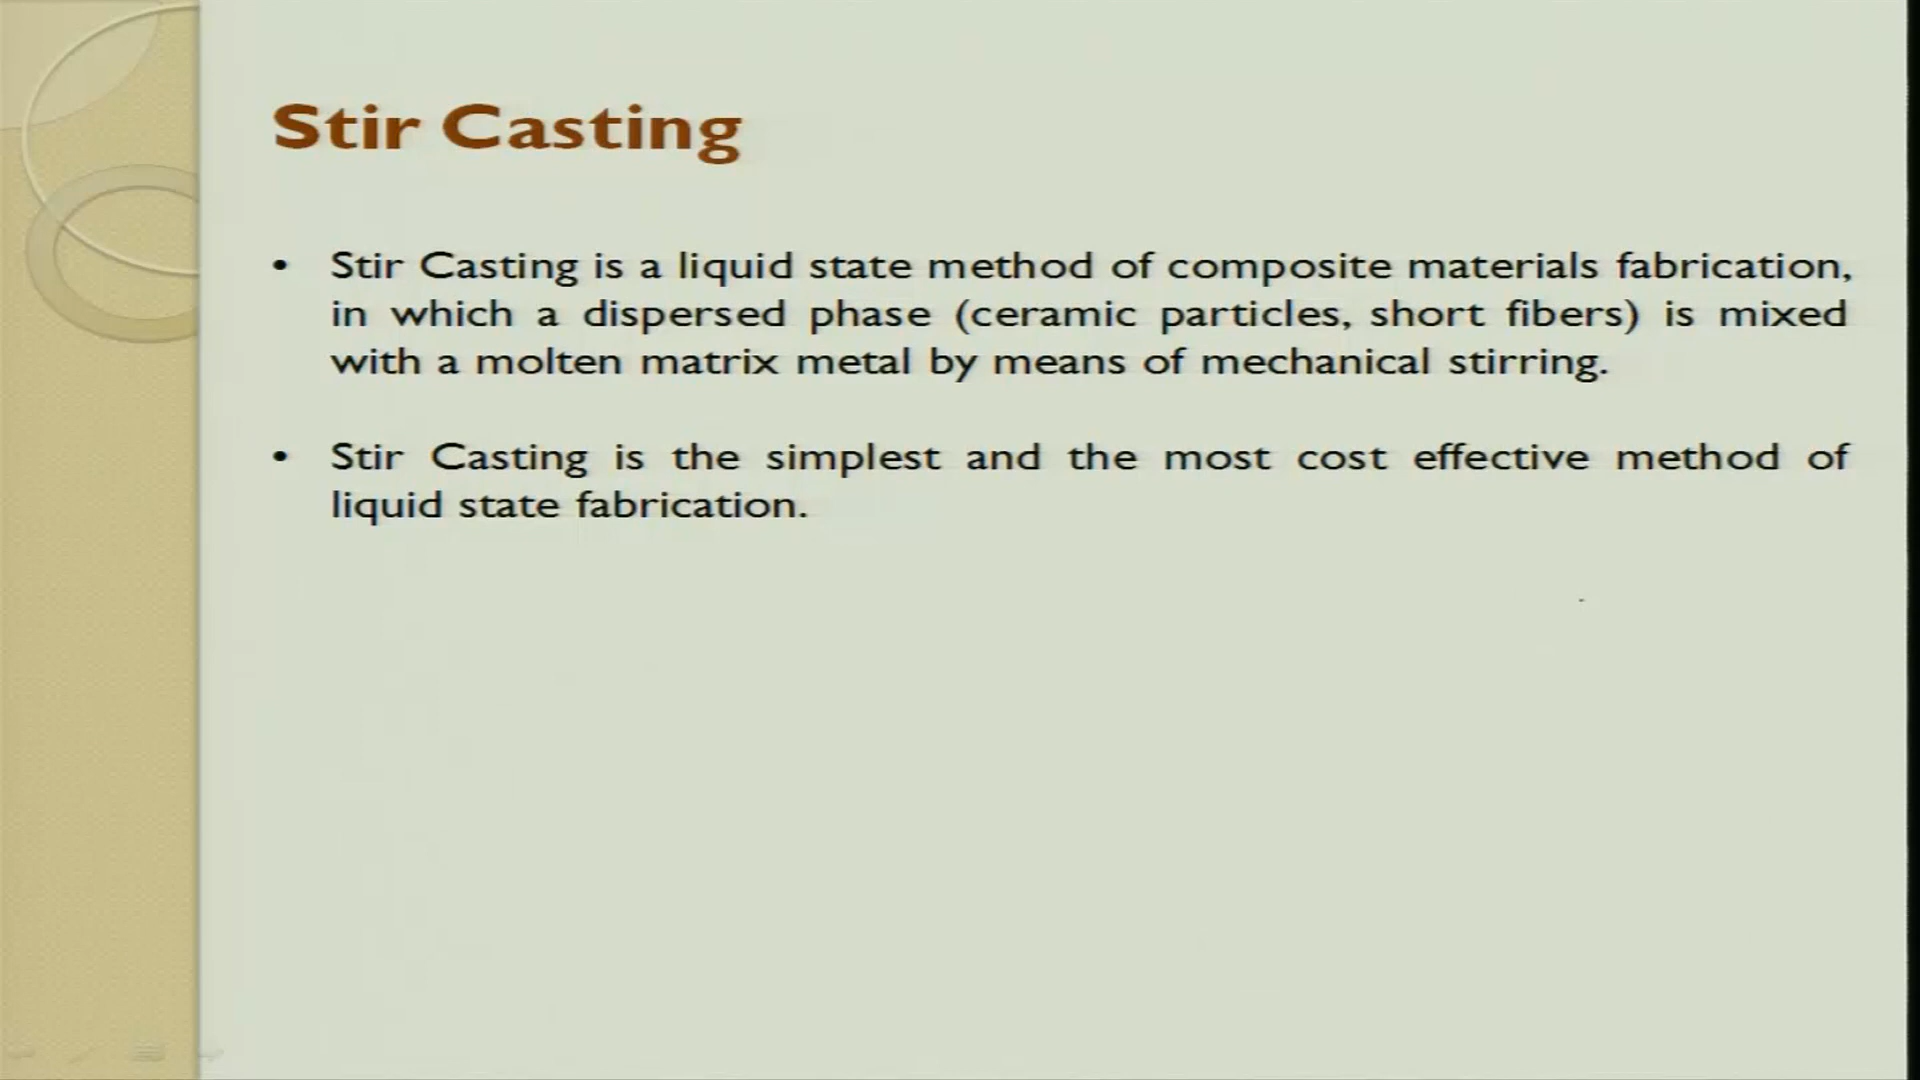 Stir Casting
• Stir Casting is a liquid state method of composite materials fabrication,
in which a dispersed phase (ceramic particles, short fibers) is mixed
with a molten matrix metal by means of mechanical stirring.
• Stir Casting is the simplest and the most cost effective method of
liquid state fabrication.